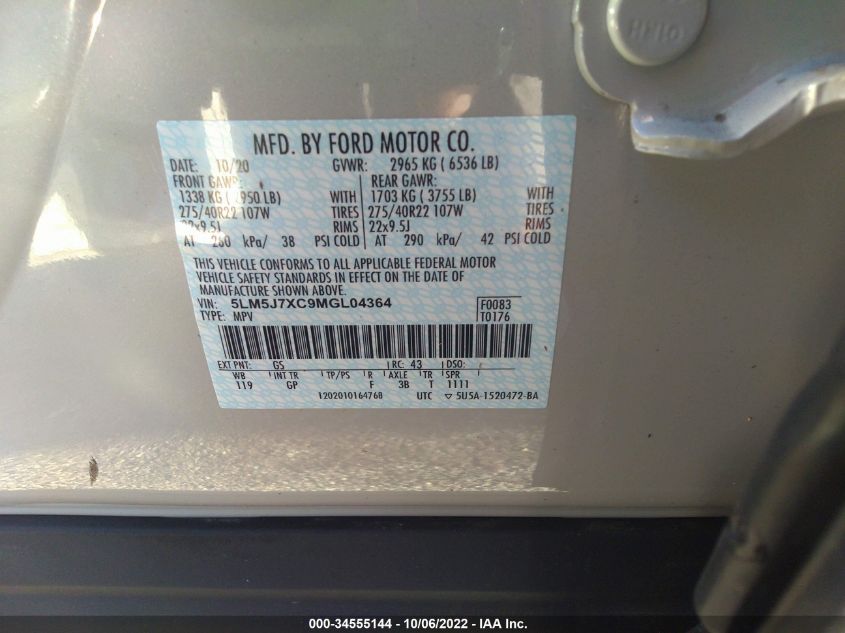 HEIO
MFD. BY FORD MOTOR CO.
DATE: 10/20 GVWR: 2965 KG ( 6536 LB)
FRONT GAWR: REAR GAWR:
1338 KG ( 950 LB) WITH 1703 KG ( 3755 LB) WITH
275/40R22 107W TIRES 275/40R22 107W TIRES
22x9.5J RIMS 22x9.5J RIMS
AT 260 kPa/ 38 PSI COLD AT 290 kPa/ 42 PSI COLD
THIS VEHICLE CONFORMS TO ALL APPLICABLE FEDERAL MOTOR
VEHICLE SAFETY STANDARDS IN EFFECT ON THE DATE OF
MANUFACTURE SHOWN ABOVE.
VIN: 5LM5J7XC9MGL04364 F0083
TYPE: MPV T0176
EXT PNT: GS RC: 43 DSO:
WB INT TR TP/PS R AXLE TR SPR
119 GP F 3B T 1111
1202010164768 UTC ▽ 5U5A-1520472-BA
000-34555144 - 10/06/2022 - IAA Inc.